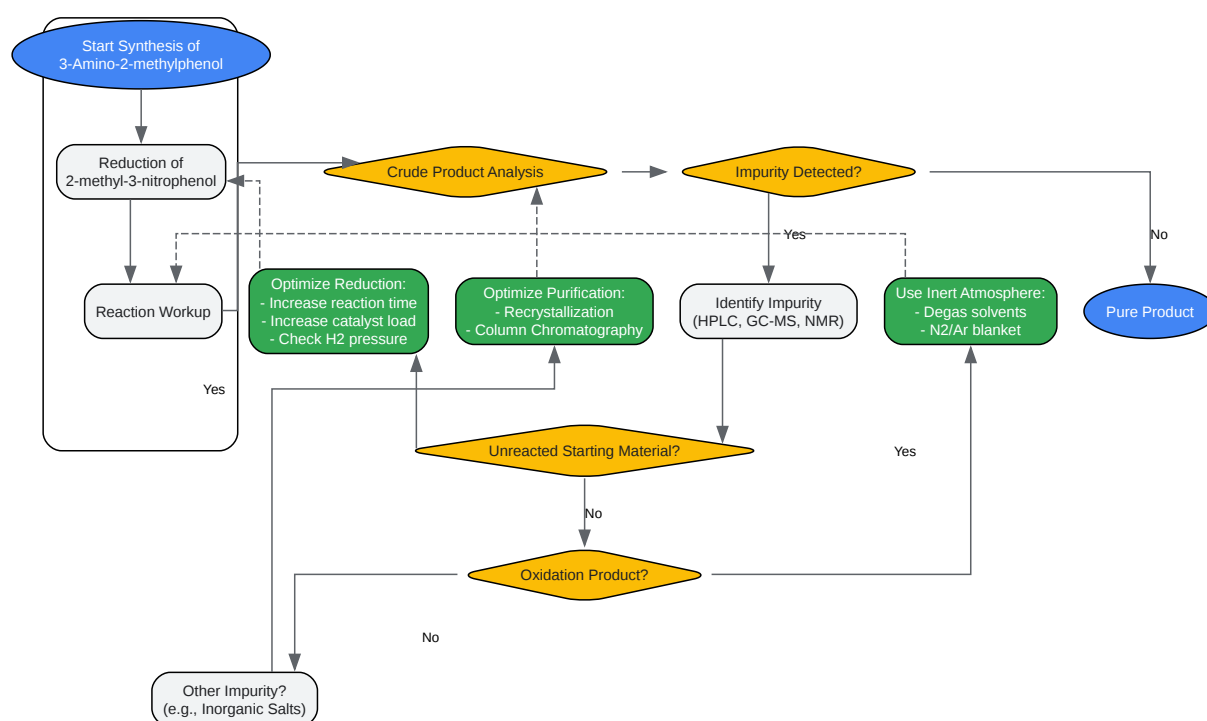 Start Synthesis of
3-Amino-2-methylphenol
Reduction of
2-methyl-3-nitrophenol
Crude Product Analysis
Impurity Detected?
Yes
No
Reaction Workup
Optimize Reduction:
- Increase reaction time
- Increase catalyst load
- Check H2 pressure
Optimize Purification:
- Recrystallization
- Column Chromatography
Identify Impurity
(HPLC, GC-MS, NMR)
Use Inert Atmosphere:
- Degas solvents
- N2/Ar blanket
Pure Product
Yes
Unreacted Starting Material?
Yes
No
Oxidation Product?
No
Other Impurity?
(e.g., Inorganic Salts)